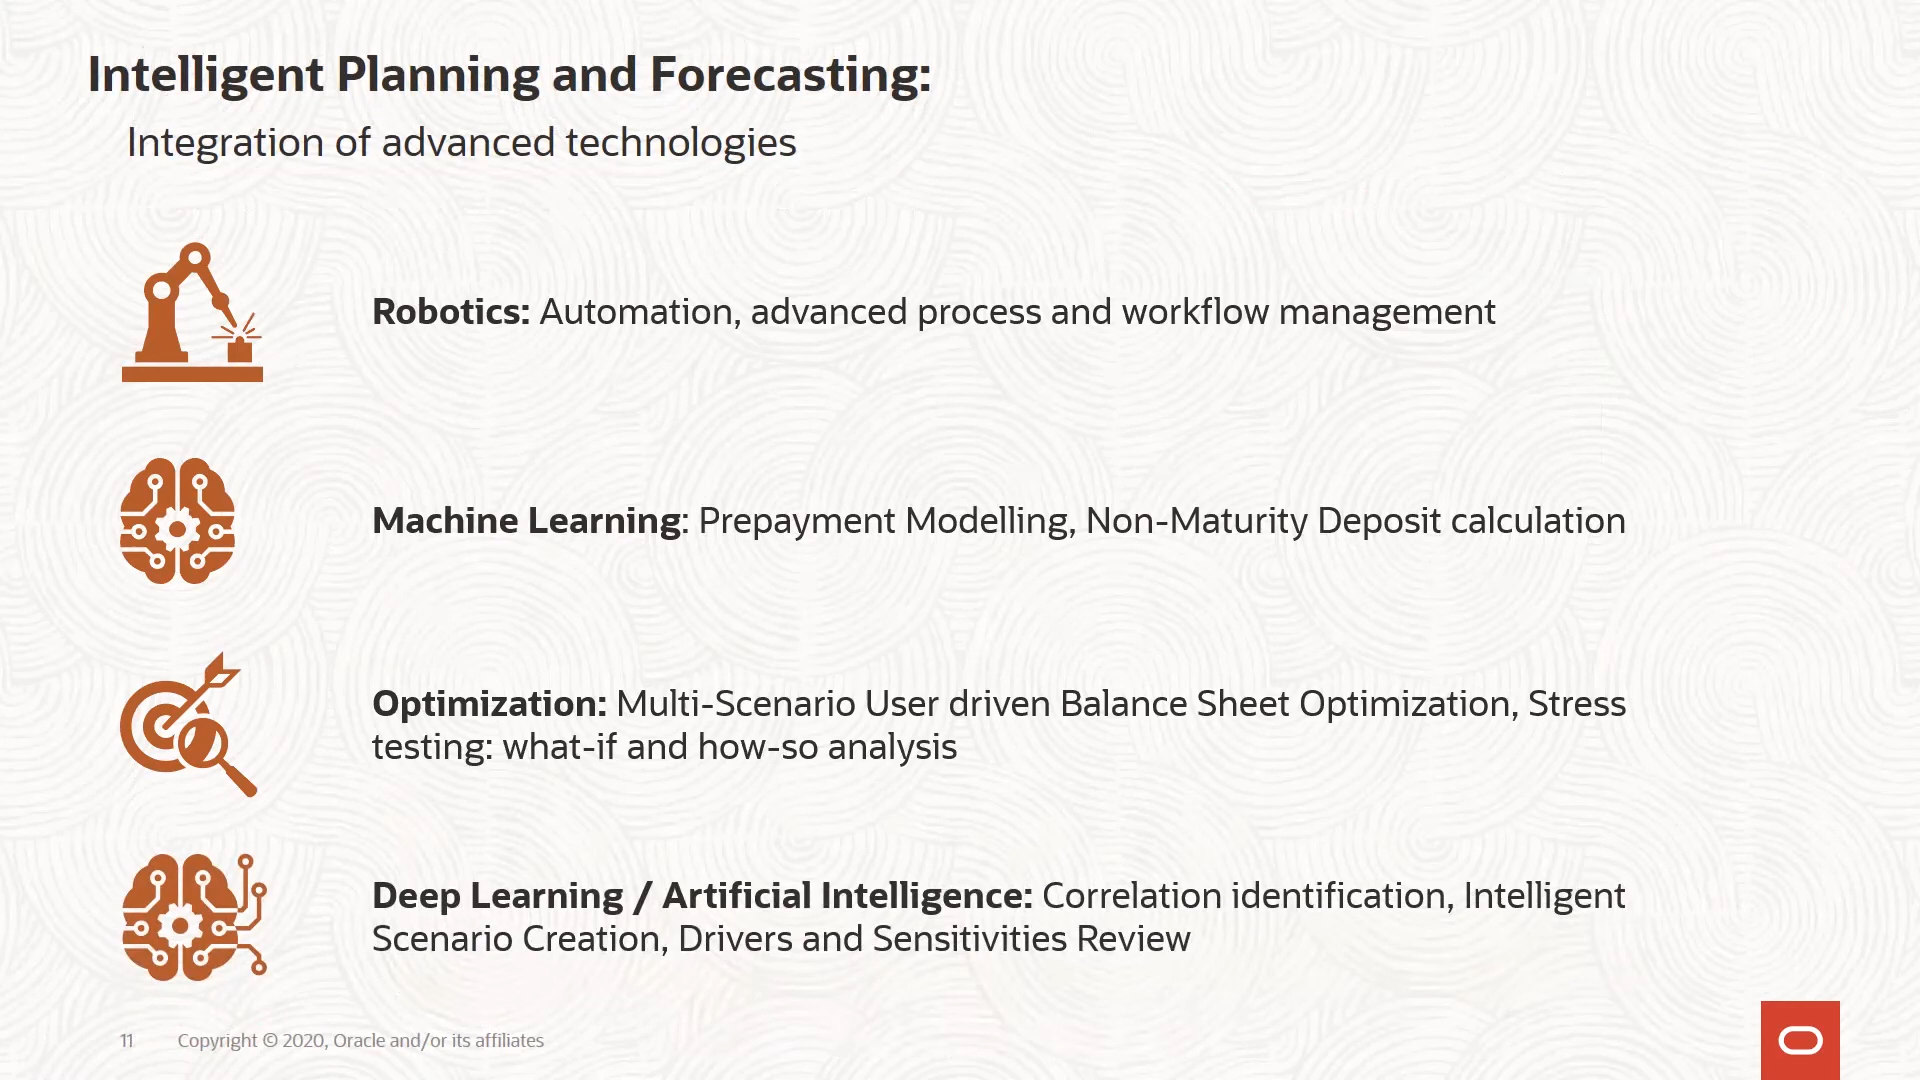 Intelligent Planning and Forecasting:
Integration of advanced technologies
Robotics: Automation, advanced process and workflow management
Machine Learning: Prepayment Modelling, Non-Maturity Deposit calculation
Optimization: Multi-Scenario User driven Balance Sheet Optimization, Stress
testing: what-if and how-so analysis
Deep Learning / Artificial Intelligence: Correlation identification, Intelligent
Scenario Creation, Drivers and Sensitivities Review
11 Copyright © 2020, Oracle and/or its affiliates